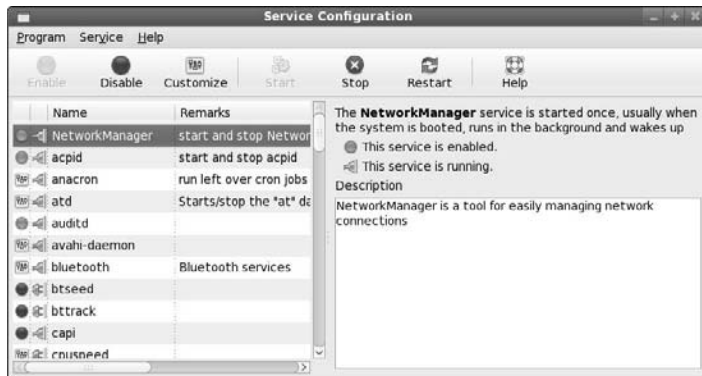 Service Configuration
Program Service Help
Enable Disable Customize Start Stop Restart Help
Name Remarks
NetworkManager start and stop Networ
acpid start and stop acpid
anacron run left over cron jobs
atd Starts/stop the "at" da
auditd
avahi-daemon
bluetooth Bluetooth services
btseed
bttrack
capi
cpuspeed
The NetworkManager service is started once, usually when
the system is booted, runs in the background and wakes up
This service is enabled.
This service is running.
Description
NetworkManager is a tool for easily managing network
connections